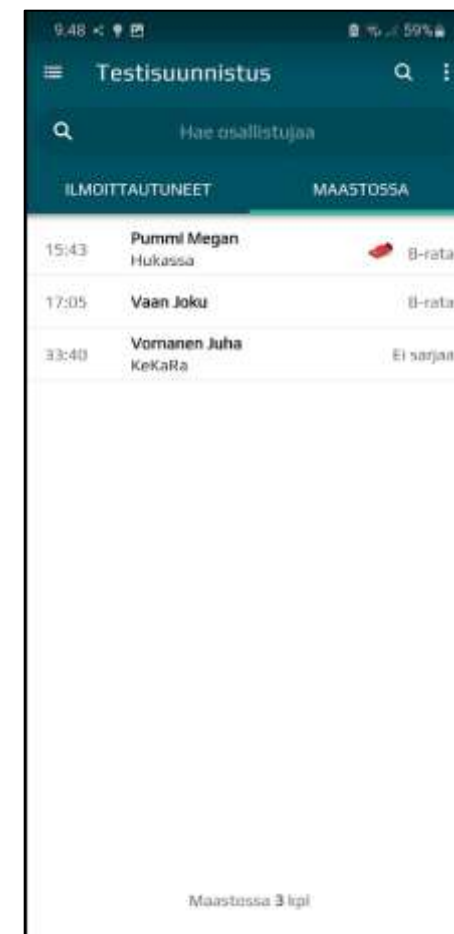 9.48
59%
Testisuunnistus
Hae osallistujaa
ILMOITTAUTUNEET MAASTOSSA
15:43 Pummi Megan B-rata
Hukassa
17:05 Vaan Joku B-rata
33:40 Vornanen Juha Ei sarjaa
KeKaRa
Maastossa 3 kpl